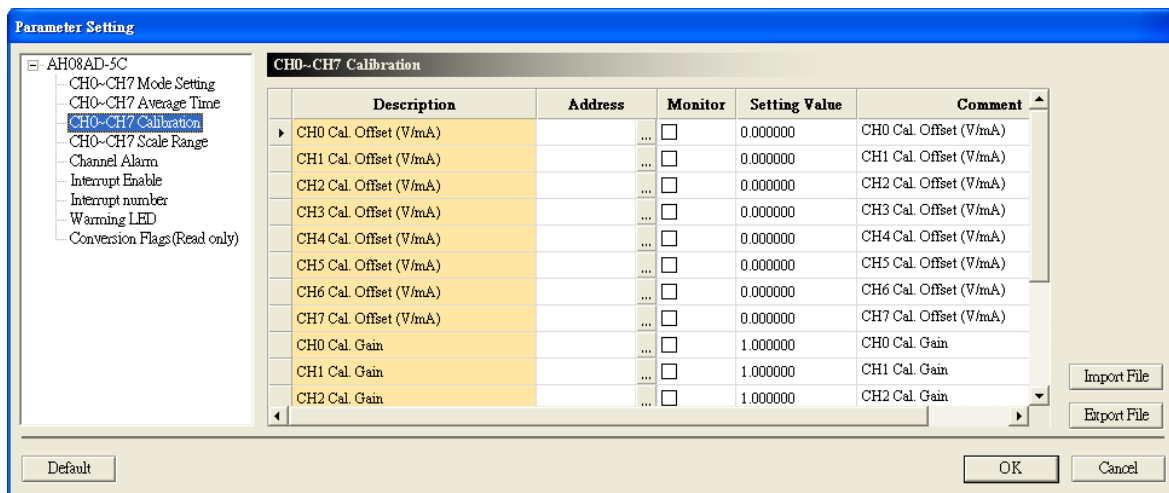 Parameter Setting
AH08AD-5C
CH0~CH7 Mode Setting
CH0~CH7 Average Time
CH0~CH7 Calibration
CH0~CH7 Scale Range
Channel Alarm
Interrupt Enable
Interrupt number
Warming LED
Conversion Flags(Read only)
CH0~CH7 Calibration
Description Address Monitor Setting Value Comment
CH0 Cal. Offset (V/mA) ... 0.000000 CH0 Cal. Offset (V/mA)
CH1 Cal. Offset (V/mA) ... 0.000000 CH1 Cal. Offset (V/mA)
CH2 Cal. Offset (V/mA) ... 0.000000 CH2 Cal. Offset (V/mA)
CH3 Cal. Offset (V/mA) ... 0.000000 CH3 Cal. Offset (V/mA)
CH4 Cal. Offset (V/mA) ... 0.000000 CH4 Cal. Offset (V/mA)
CH5 Cal. Offset (V/mA) ... 0.000000 CH5 Cal. Offset (V/mA)
CH6 Cal. Offset (V/mA) ... 0.000000 CH6 Cal. Offset (V/mA)
CH7 Cal. Offset (V/mA) ... 0.000000 CH7 Cal. Offset (V/mA)
CH0 Cal. Gain ... 1.000000 CH0 Cal. Gain
CH1 Cal. Gain ... 1.000000 CH1 Cal. Gain
CH2 Cal. Gain ... 1.000000 CH2 Cal. Gain
Import File
Export File
Default OK Cancel